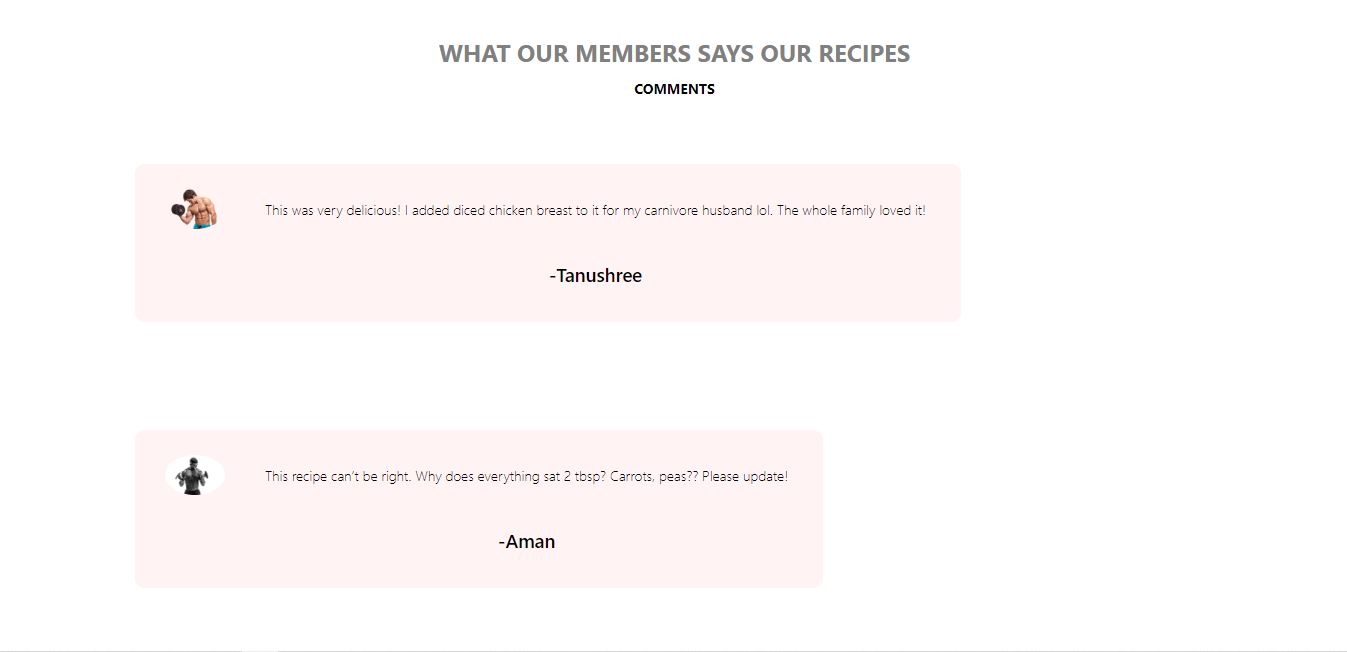 WHAT OUR MEMBERS SAYS OUR RECIPES
COMMENTS
This was very delicious! I added diced chicken breast to it for my carnivore husband lol. The whole family loved it!
-Tanushree
This recipe can’t be right. Why does everything sat 2 tbsp? Carrots, peas?? Please update!
-Aman